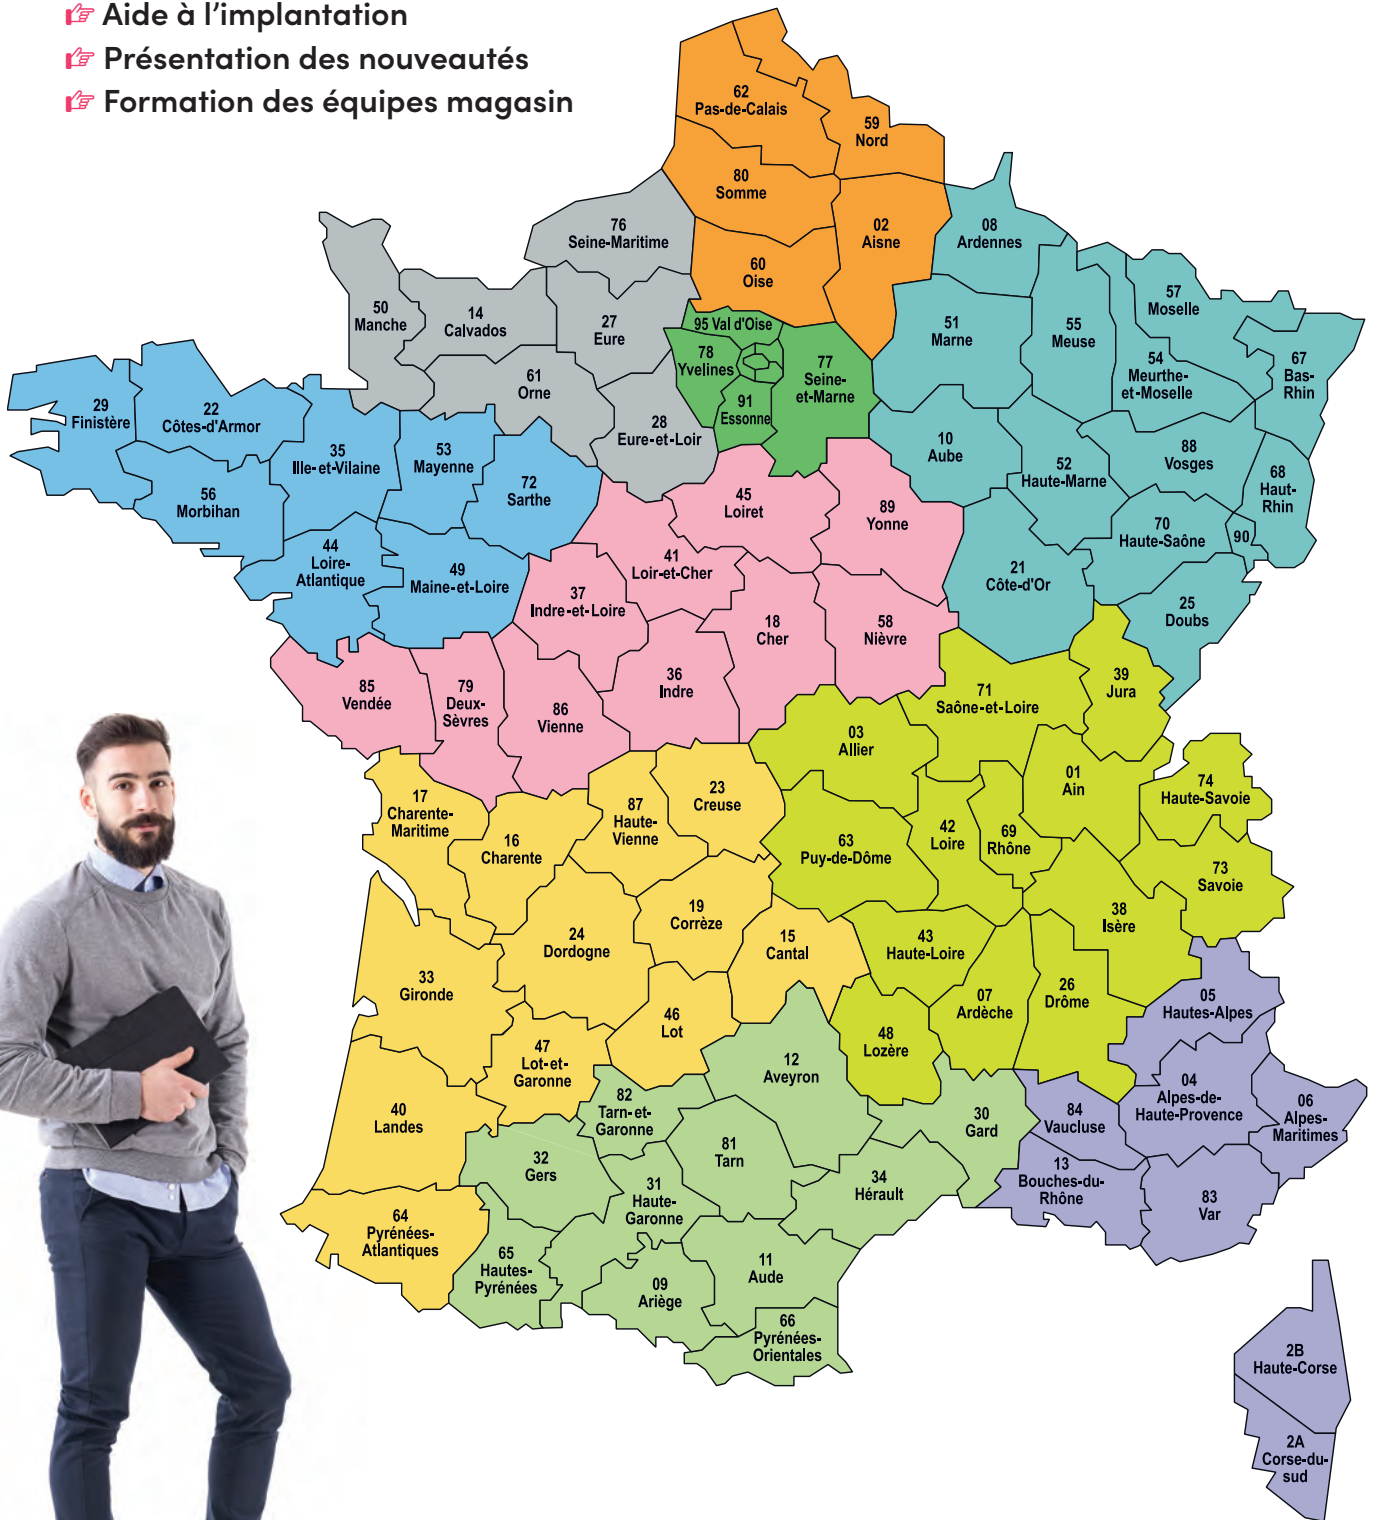 ☞ Aide à l’implantation
☞ Présentation des nouveautés
☞ Formation des équipes magasin
62
Pas-de-Calais
59
Nord
80
Somme
02
Aisne
60
Oise
76
Seine-Maritime
08
Ardennes
50
Manche
14
Calvados
27
Eure
95 Val d'Oise
78
Yvelines
77
Seine-
et-Marne
91
Essonne
51
Marne
55
Meuse
57
Moselle
54
Meurthe-
et-Moselle
67
Bas-
Rhin
61
Orne
28
Eure-et-Loir
29
Finistère
22
Côtes-d'Armor
35
Ille-et-Vilaine
53
Mayenne
72
Sarthe
56
Morbihan
10
Aube
52
Haute-Marne
88
Vosges
68
Haut-
Rhin
45
Loiret
89
Yonne
70
Haute-Saône
90
44
Loire-
Atlantique
49
Maine-et-Loire
41
Loir-et-Cher
37
Indre-et-Loire
21
Côte-d'Or
25
Doubs
18
Cher
58
Nièvre
85
Vendée
79
Deux-
Sèvres
86
Vienne
36
Indre
71
Saône-et-Loire
39
Jura
03
Allier
01
Ain
74
Haute-Savoie
17
Charente-
Maritime
16
Charente
87
Haute-
Vienne
23
Creuse
63
Puy-de-Dôme
42
Loire
69
Rhône
73
Savoie
38
Isère
33
Gironde
24
Dordogne
19
Corrèze
15
Cantal
43
Haute-Loire
07
Ardèche
26
Drôme
05
Hautes-Alpes
46
Lot
47
Lot-et-
Garonne
48
Lozère
12
Aveyron
40
Landes
82
Tarn-et-
Garonne
81
Tarn
30
Gard
84
Vaucluse
04
Alpes-de-
Haute-Provence
06
Alpes-
Maritimes
32
Gers
31
Haute-
Garonne
34
Hérault
13
Bouches-du-
Rhône
83
Var
64
Pyrénées-
Atlantiques
65
Hautes-
Pyrénées
09
Ariège
11
Aude
66
Pyrénées-
Orientales
2B
Haute-Corse
2A
Corse-du-
sud